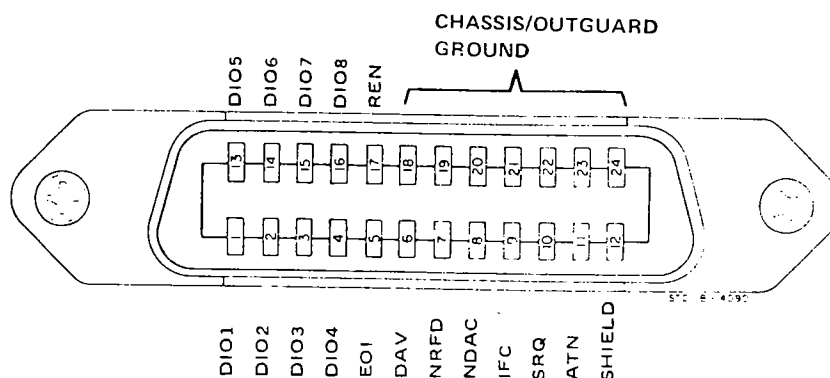 CHASSIS/OUTGUARD
GROUND
DIO5
DIO6
DIO7
DIO8
REN
13 14 15 16 17 18 19 20 21 22 23 24
1 2 3 4 5 6 7 8 9 10 11 12
DIO1
DIO2
DIO3
DIO4
EOI
DAV
NRFD
NDAC
IFC
SRQ
ATN
SHIELD